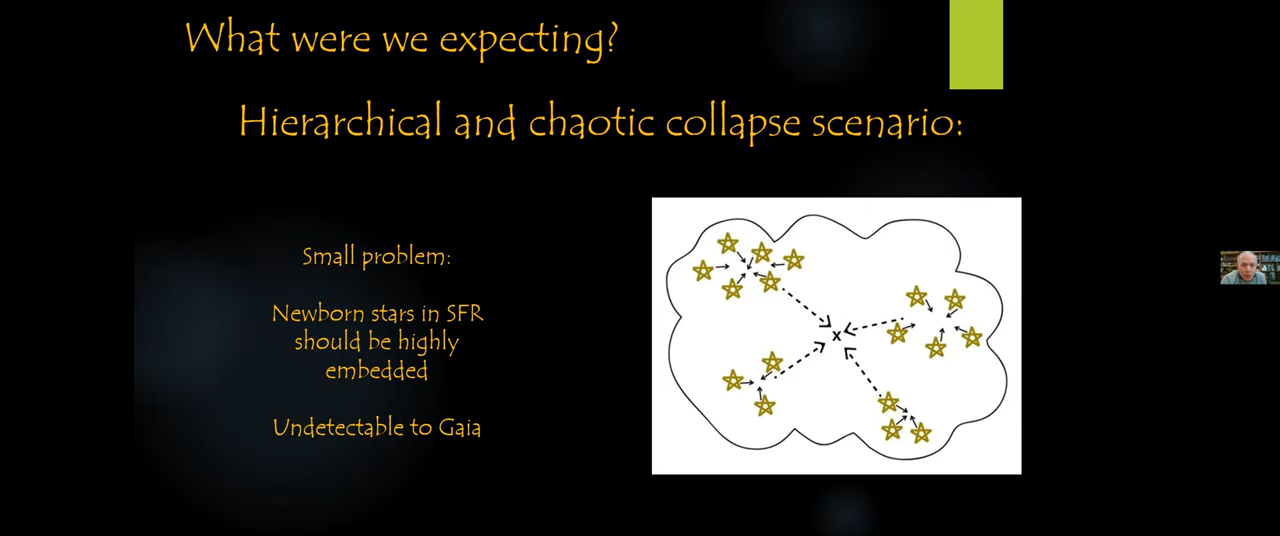 What were we expecting?
Hierarchical and chaotic collapse scenario:
Small problem:
Newborn stars in SFR
should be highly
embedded
Undetectable to Gaia
x